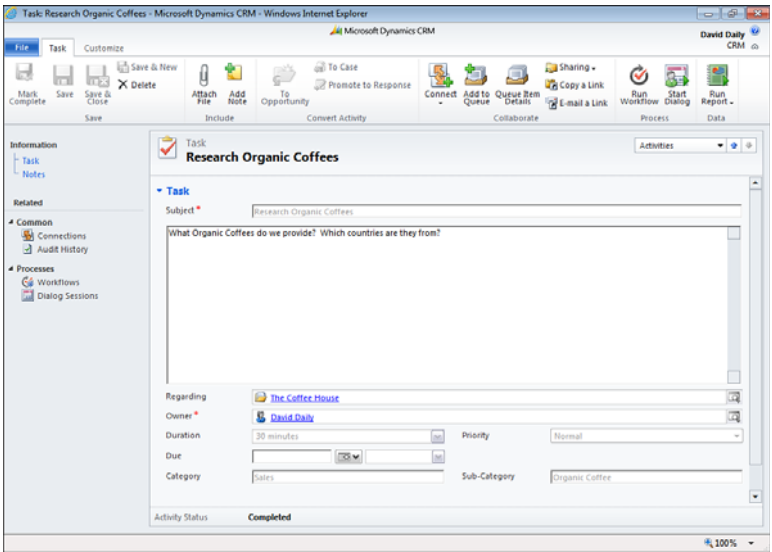 Task: Research Organic Coffees - Microsoft Dynamics CRM - Windows Internet Explorer
Microsoft Dynamics CRM
David Daily
CRM
File Task Customize
Mark Complete
Save
Save & Close
Save & New
Delete
Save
Attach File
Add Note
Include
To Opportunity
To Case
Promote to Response
Convert Activity
Connect
Add to Queue
Queue Item Details
Sharing
Copy a Link
E-mail a Link
Collaborate
Run Workflow
Start Dialog
Process
Run Report
Data
Information
Task
Notes
Related
Common
Connections
Audit History
Processes
Workflows
Dialog Sessions
Task
Research Organic Coffees
Activities
Task
Subject * Research Organic Coffees
What Organic Coffees do we provide? Which countries are they from?
Regarding The Coffee House
Owner * David Daily
Duration 30 minutes Priority Normal
Due
Category Sales Sub-Category Organic Coffee
Activity Status Completed
100%